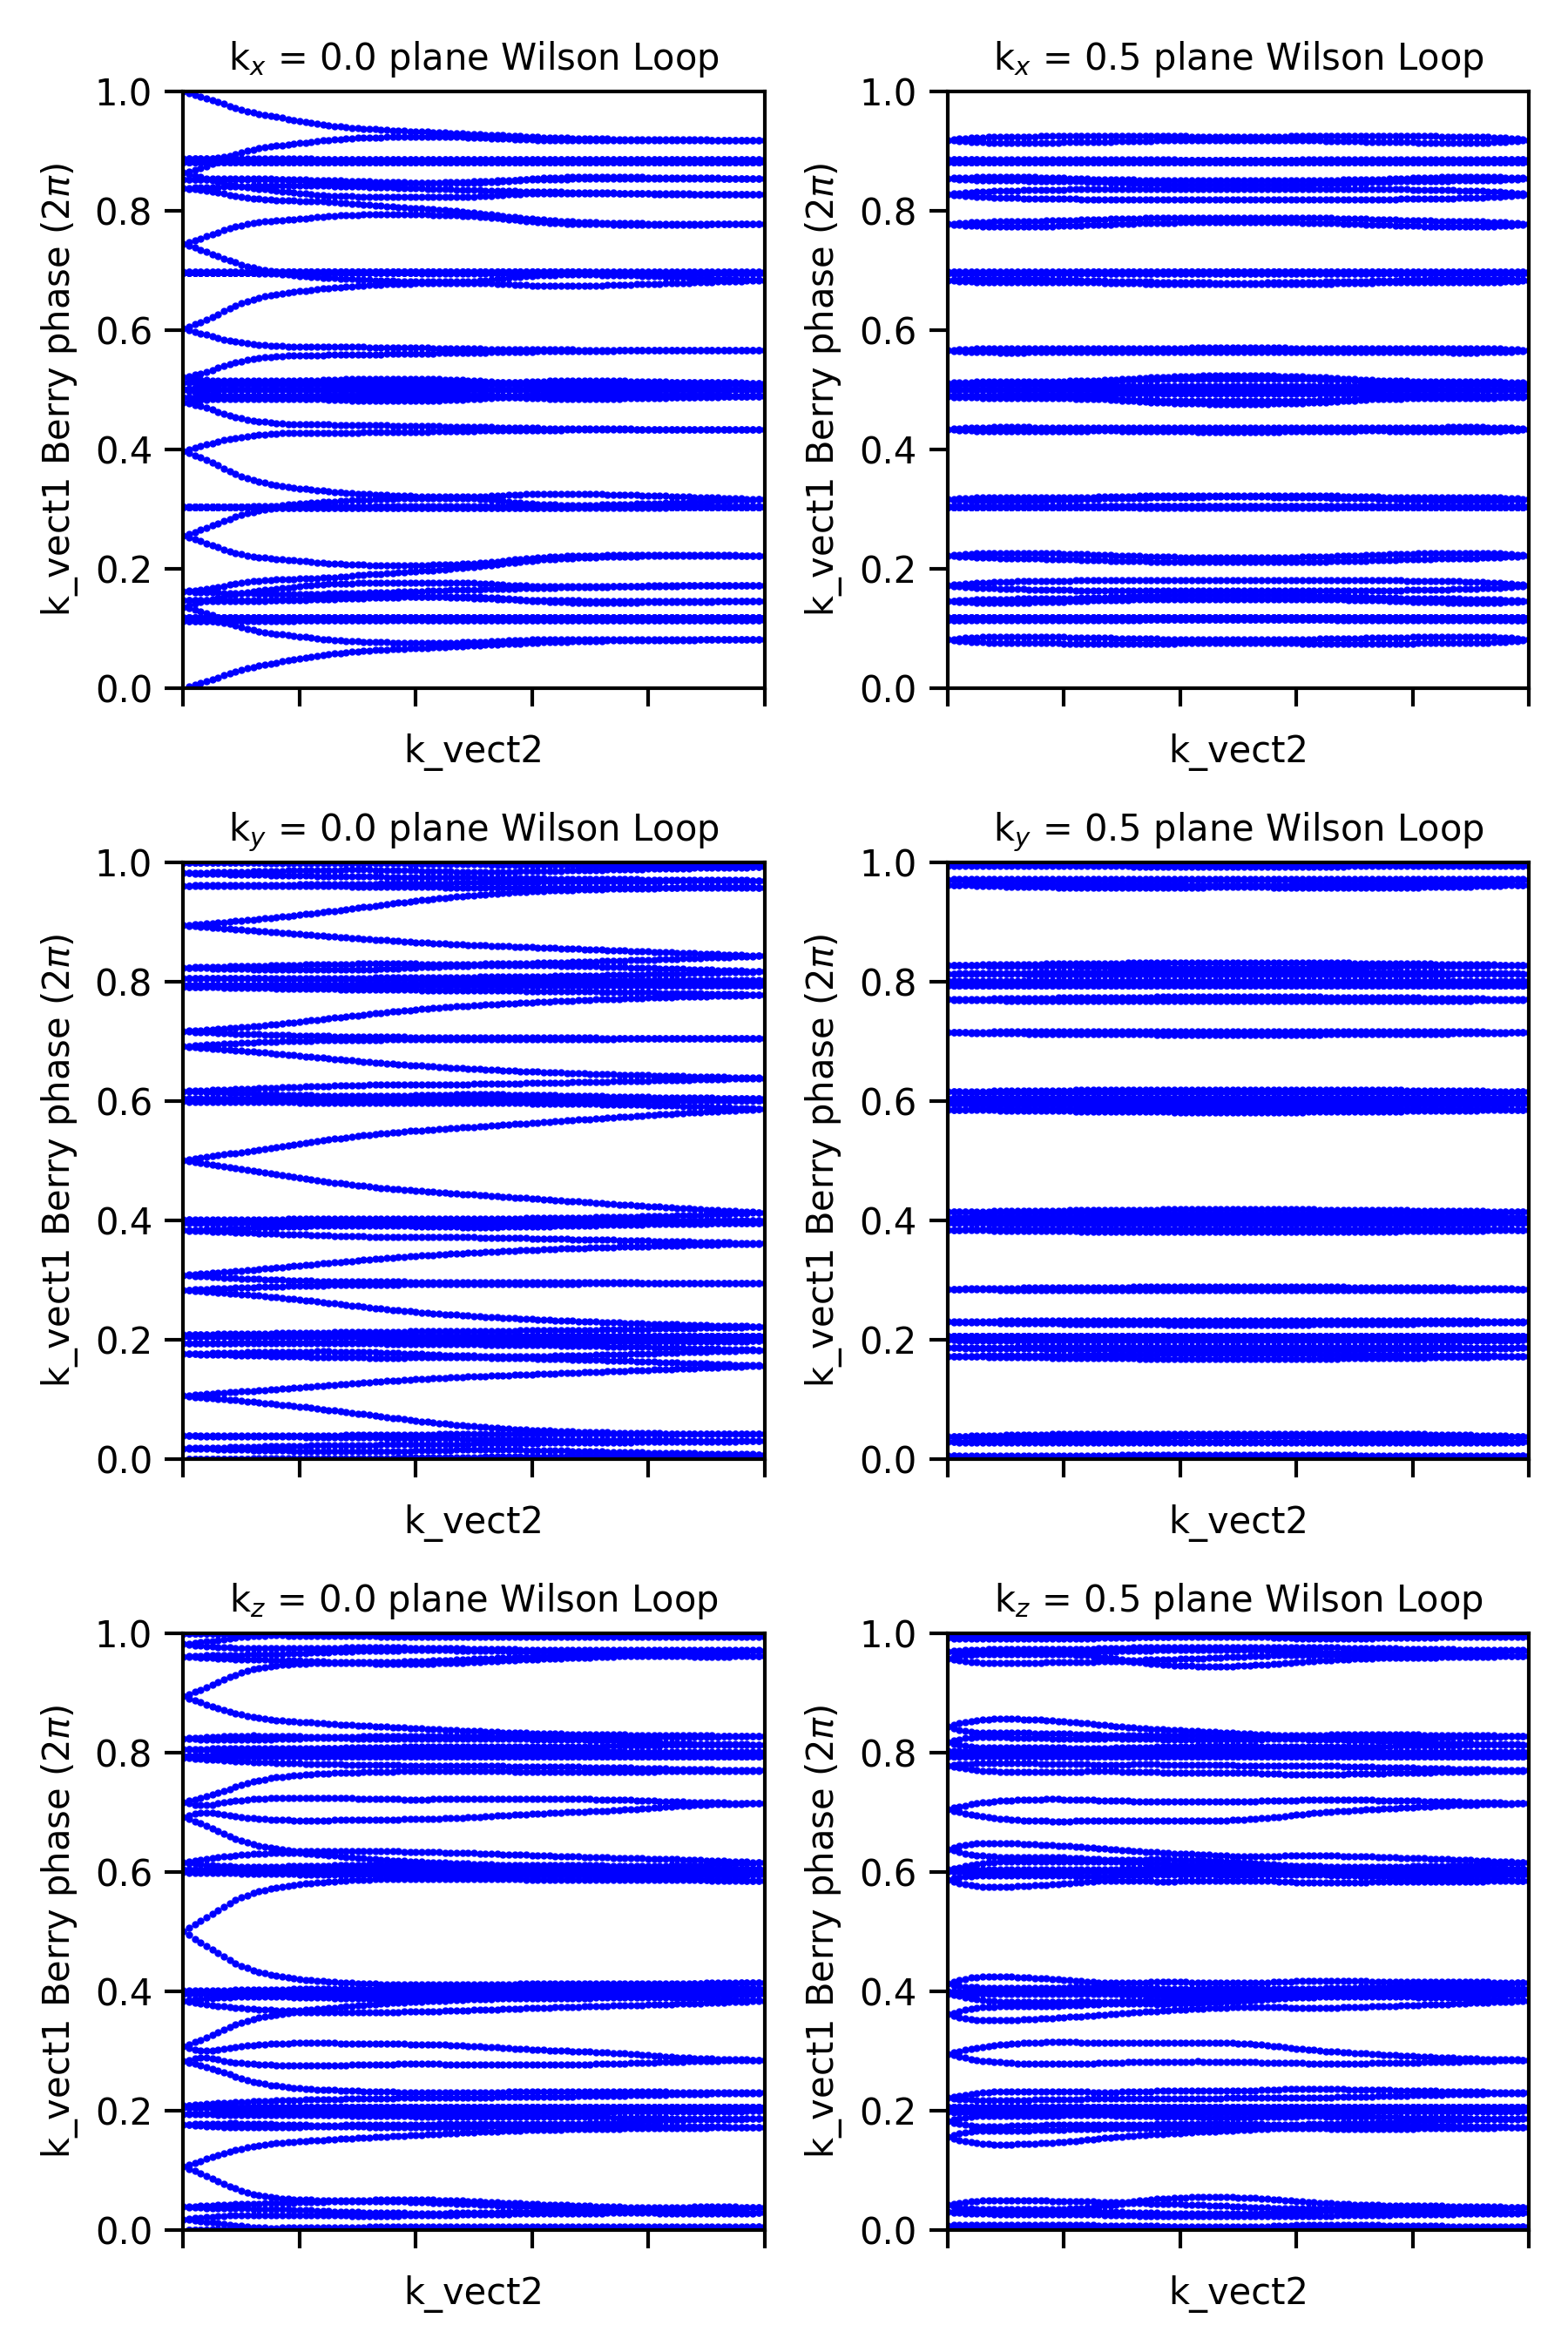 k_x = 0.0 plane Wilson Loop
1.0
0.8
0.6
0.4
0.2
0.0
k_vect1 Berry phase (2π)
k_vect2
k_x = 0.5 plane Wilson Loop
1.0
0.8
0.6
0.4
0.2
0.0
k_vect1 Berry phase (2π)
k_vect2
k_y = 0.0 plane Wilson Loop
1.0
0.8
0.6
0.4
0.2
0.0
k_vect1 Berry phase (2π)
k_vect2
k_y = 0.5 plane Wilson Loop
1.0
0.8
0.6
0.4
0.2
0.0
k_vect1 Berry phase (2π)
k_vect2
k_z = 0.0 plane Wilson Loop
1.0
0.8
0.6
0.4
0.2
0.0
k_vect1 Berry phase (2π)
k_vect2
k_z = 0.5 plane Wilson Loop
1.0
0.8
0.6
0.4
0.2
0.0
k_vect1 Berry phase (2π)
k_vect2